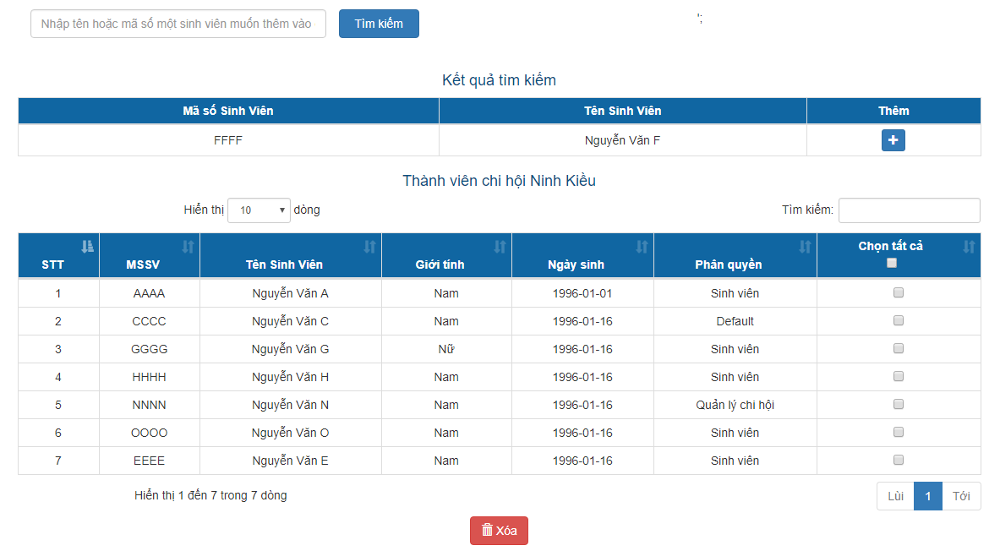 Nhập tên hoặc mã số một sinh viên muốn thêm vào Tìm kiếm ';
Kết quả tìm kiếm
Mã số Sinh Viên Tên Sinh Viên Thêm
FFFF Nguyễn Văn F
Thành viên chi hội Ninh Kiều
Hiển thị 10 dòng Tìm kiếm:
Chọn tất cả
STT MSSV Tên Sinh Viên Giới tính Ngày sinh Phân quyền
1 AAAA Nguyễn Văn A Nam 1996-01-01 Sinh viên
2 CCCC Nguyễn Văn C Nam 1996-01-16 Default
3 GGGG Nguyễn Văn G Nữ 1996-01-16 Sinh viên
4 HHHH Nguyễn Văn H Nam 1996-01-16 Sinh viên
5 NNNN Nguyễn Văn N Nam 1996-01-16 Quản lý chi hội
6 OOOO Nguyễn Văn O Nam 1996-01-16 Sinh viên
7 EEEE Nguyễn Văn E Nam 1996-01-16 Sinh viên
Hiển thị 1 đến 7 trong 7 dòng Lùi 1 Tới
Xóa